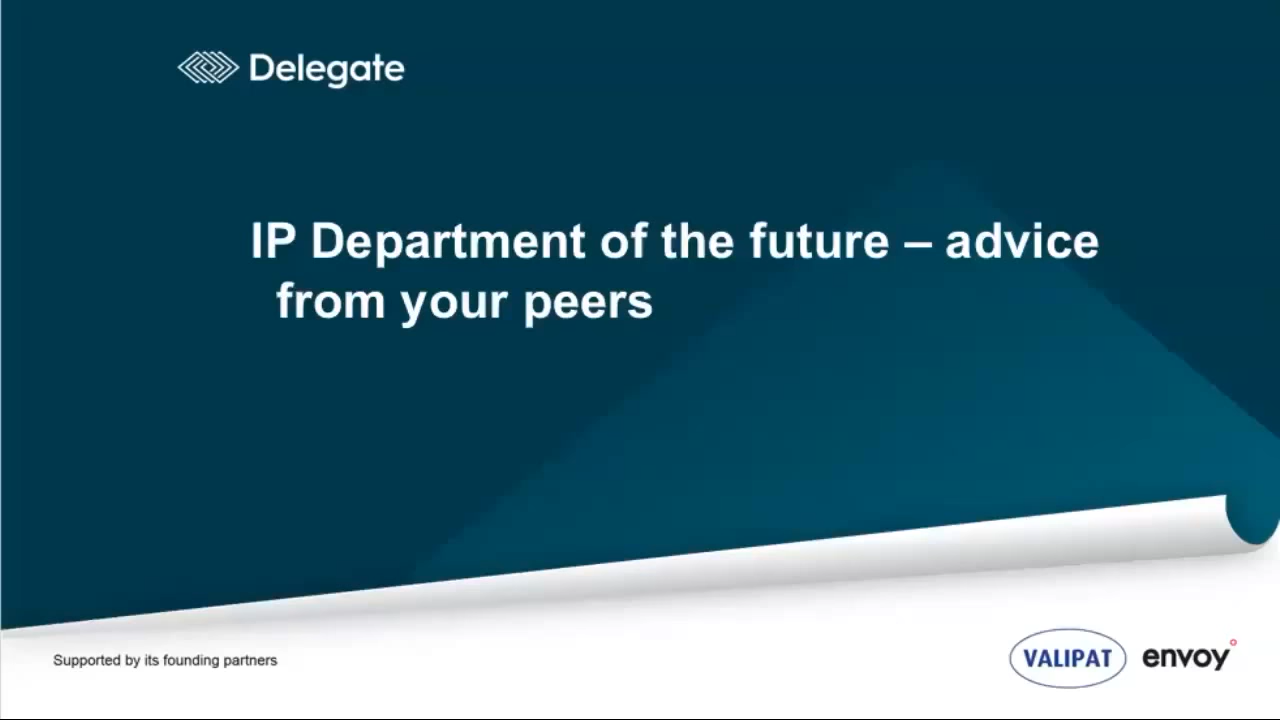 Delegate
IP Department of the future – advice
from your peers
Supported by its founding partners
VALIPAT
envoy